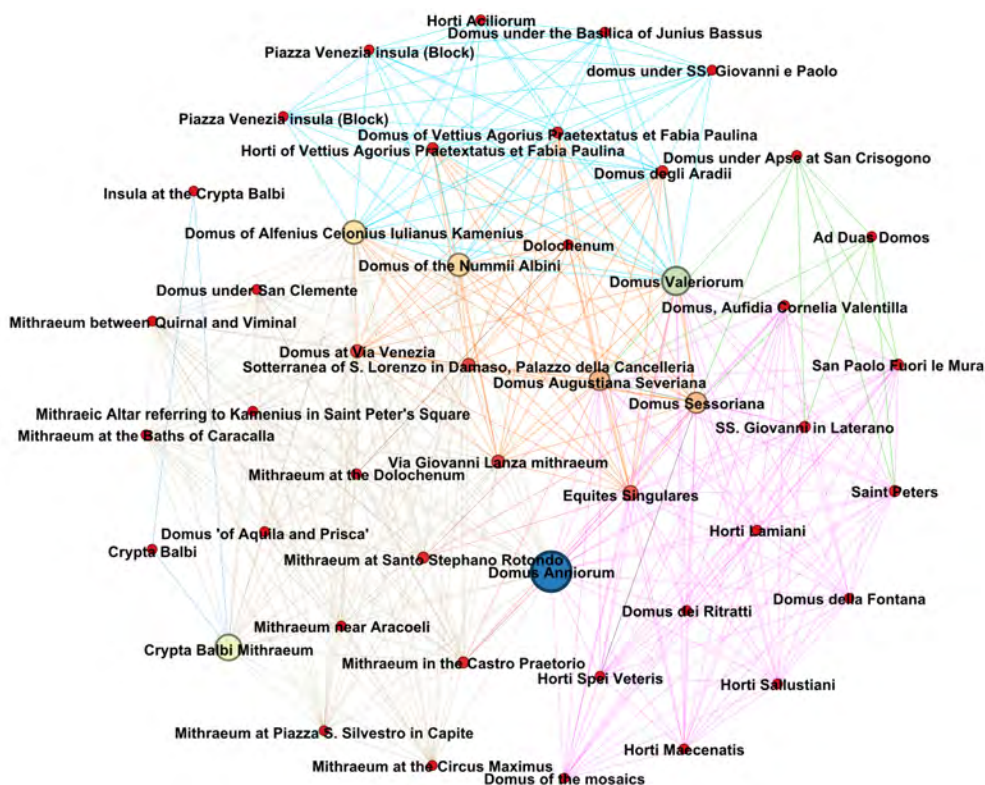 Horti Aciliorum
Domus under the Basilica of Junius Bassus
Piazza Venezia insula (Block)
domus under SS. Giovanni e Paolo
Piazza Venezia insula (Block)
Domus of Vettius Agorius Praetextatus et Fabia Paulina
Horti of Vettius Agorius Praetextatus et Fabia Paulina
Domus under Apse at San Crisogono
Domus degli Aradii
Insula at the Crypta Balbi
Domus of Alfenius Ceionius Iulianus Kamenius
Ad Duas Domos
Dolochenum
Domus of the Nummii Albini
Domus Valeriorum
Domus under San Clemente
Domus, Aufidia Cornelia Valentilla
Mithraeum between Quirnal and Viminal
Domus at Via Venezia
Sotterranea of S. Lorenzo in Damaso, Palazzo della Cancelleria
San Paolo Fuori le Mura
Domus Augustiana Severiana
Domus Sessoriana
Mithraeic Altar referring to Kamenius in Saint Peter's Square
SS. Giovanni in Laterano
Mithraeum at the Baths of Caracalla
Via Giovanni Lanza mithraeum
Mithraeum at the Dolochenum
Equites Singulares
Saint Peters
Horti Lamiani
Domus 'of Aquila and Prisca'
Crypta Balbi
Mithraeum at Santo Stephano Rotondo
Domus Anniorum
Domus della Fontana
Domus dei Ritratti
Mithraeum near Aracoeli
Crypta Balbi Mithraeum
Mithraeum in the Castro Praetorio
Horti Spei Veteris
Horti Sallustiani
Mithraeum at Piazza S. Silvestro in Capite
Horti Maecenatis
Mithraeum at the Circus Maximus
Domus of the mosaics